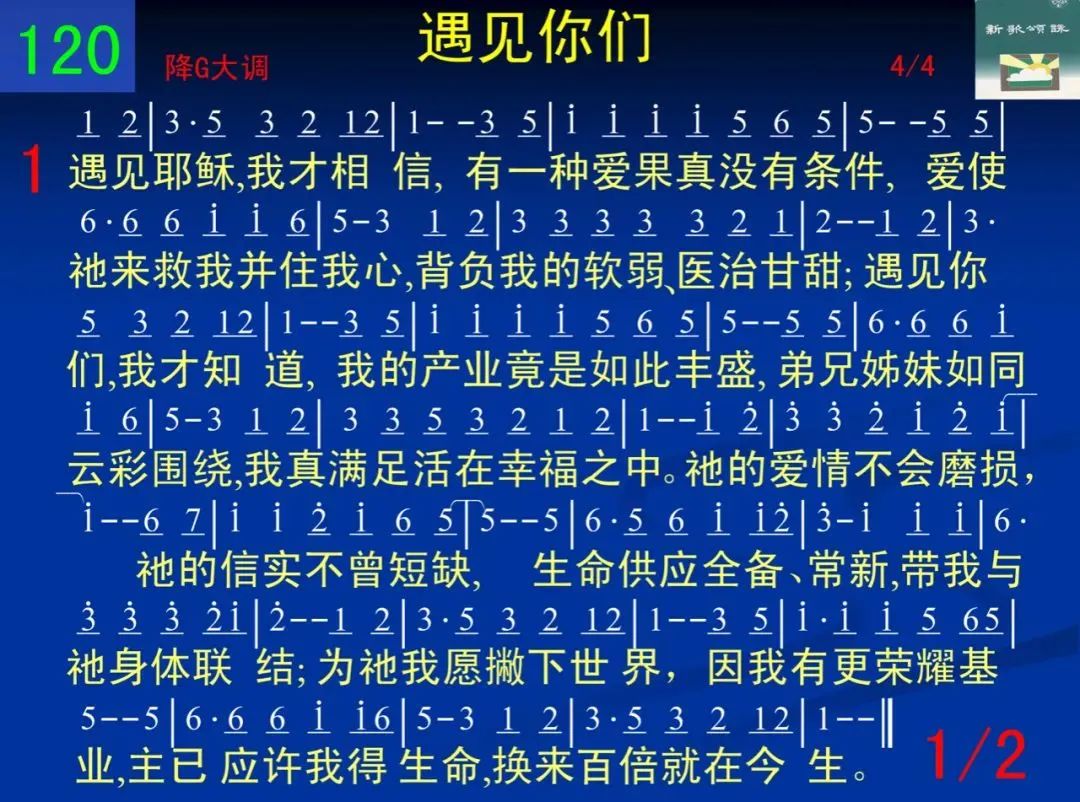 120
遇见你们
降G大调
4/4
新歌颂咏
1 2|3·5 3 2 12|1--3 5|i i i i 5 6 5|5--5 5|
1
遇见耶稣,我才相 信, 有一种爱果真没有条件, 爱使
6·6 6 i i 6|5-3 1 2|3 3 3 3 3 2 1|2--1 2|3·
祂来救我并住我心,背负我的软弱、医治甘甜; 遇见你
5 3 2 12|1--3 5|i i i i 5 6 5|5--5 5|6·6 6 i
们,我才知 道, 我的产业竟是如此丰盛, 弟兄姊妹如同
i 6|5-3 1 2|3 3 5 3 2 1 2|1--i 2̇|3̇ 3̇ 2̇ i 2̇ i|
云彩围绕,我真满足活在幸福之中。祂的爱情不会磨损,
i--6 7|i i 2̇ i 6 5|5--5|6·5 6 i i2̇|3̇-i i i|6·
祂的信实不曾短缺, 生命供应全备、常新,带我与
3̇ 3̇ 3̇ 2̇i|2̇--1 2|3·5 3 2 12|1--3 5|i·i i 5 65|
祂身体联 结; 为祂我愿撇下世 界, 因我有更荣耀基
5--5|6·6 6 i i6|5-3 1 2|3·5 3 2 12|1--‖
业,主已 应许我得 生命,换来百倍就在今 生。
1/2